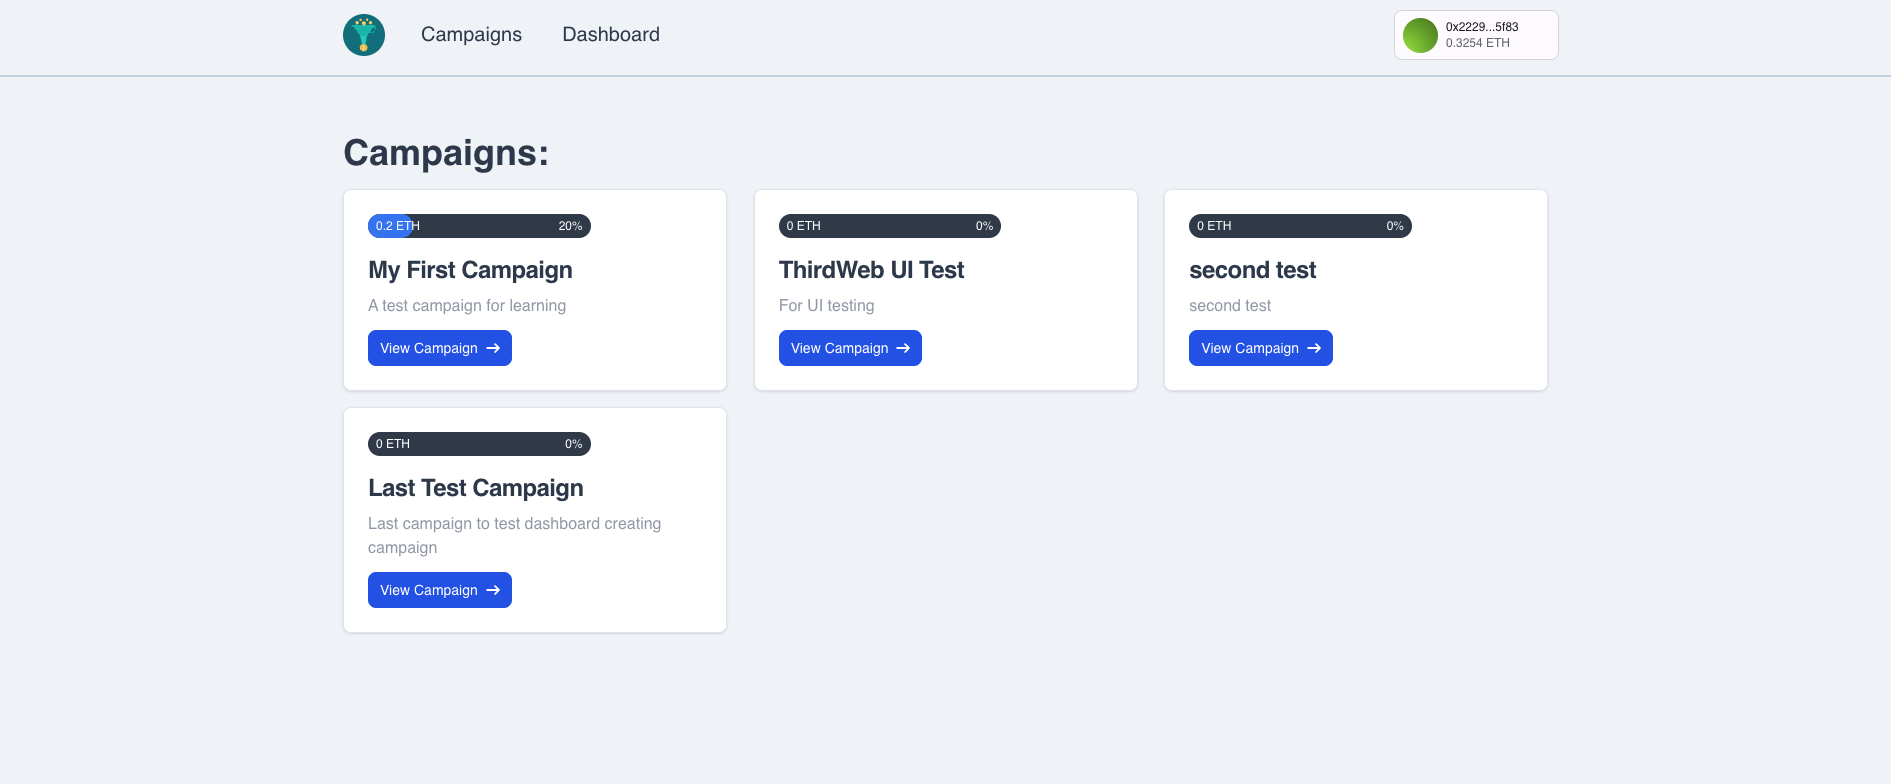 Campaigns
Dashboard
0x2229...5f83
0.3254 ETH
Campaigns:
0.2 ETH 20%
My First Campaign
A test campaign for learning
View Campaign →
0 ETH 0%
ThirdWeb UI Test
For UI testing
View Campaign →
0 ETH 0%
second test
second test
View Campaign →
0 ETH 0%
Last Test Campaign
Last campaign to test dashboard creating
campaign
View Campaign →